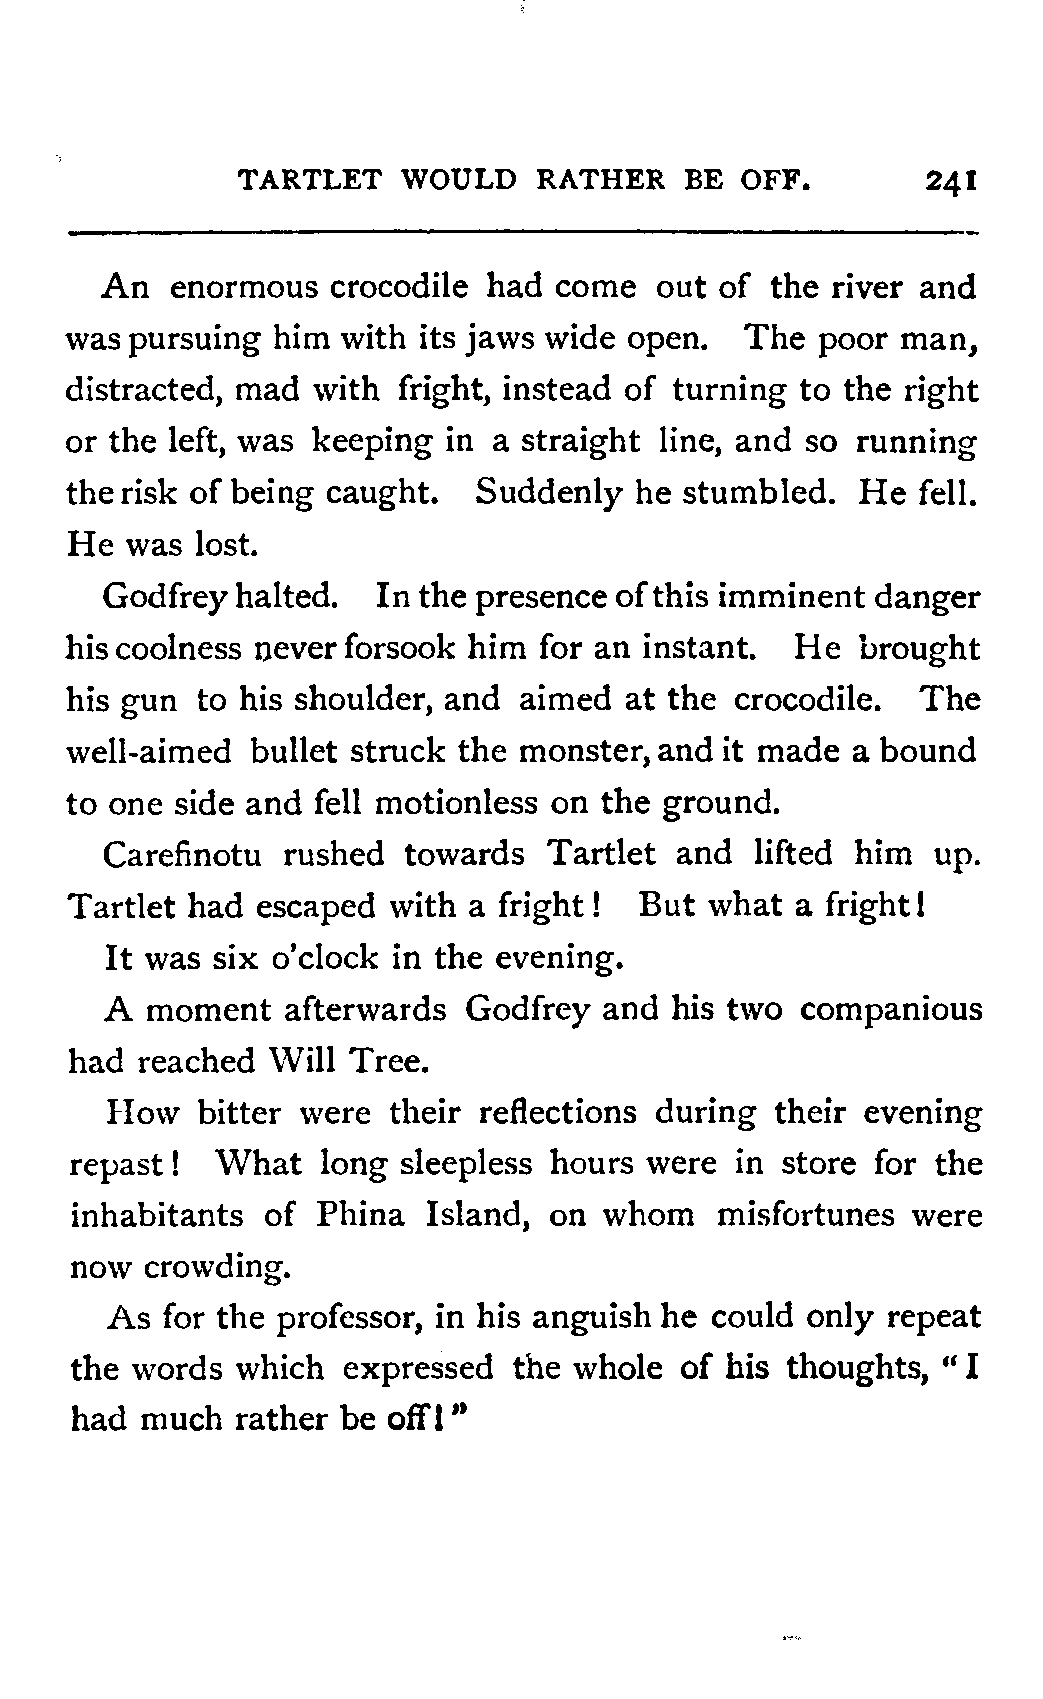 TARTLET WOULD RATHER BE OFF. 241
An enormous crocodile had come out of the river and
was pursuing him with its jaws wide open. The poor man,
distracted, mad with fright, instead of turning to the right
or the left, was keeping in a straight line, and so running
the risk of being caught. Suddenly he stumbled. He fell.
He was lost.
Godfrey halted. In the presence of this imminent danger
his coolness never forsook him for an instant. He brought
his gun to his shoulder, and aimed at the crocodile. The
well-aimed bullet struck the monster, and it made a bound
to one side and fell motionless on the ground.
Carefinotu rushed towards Tartlet and lifted him up.
Tartlet had escaped with a fright! But what a fright!
It was six o'clock in the evening.
A moment afterwards Godfrey and his two companious
had reached Will Tree.
How bitter were their reflections during their evening
repast! What long sleepless hours were in store for the
inhabitants of Phina Island, on whom misfortunes were
now crowding.
As for the professor, in his anguish he could only repeat
the words which expressed the whole of his thoughts, "I
had much rather be off!"